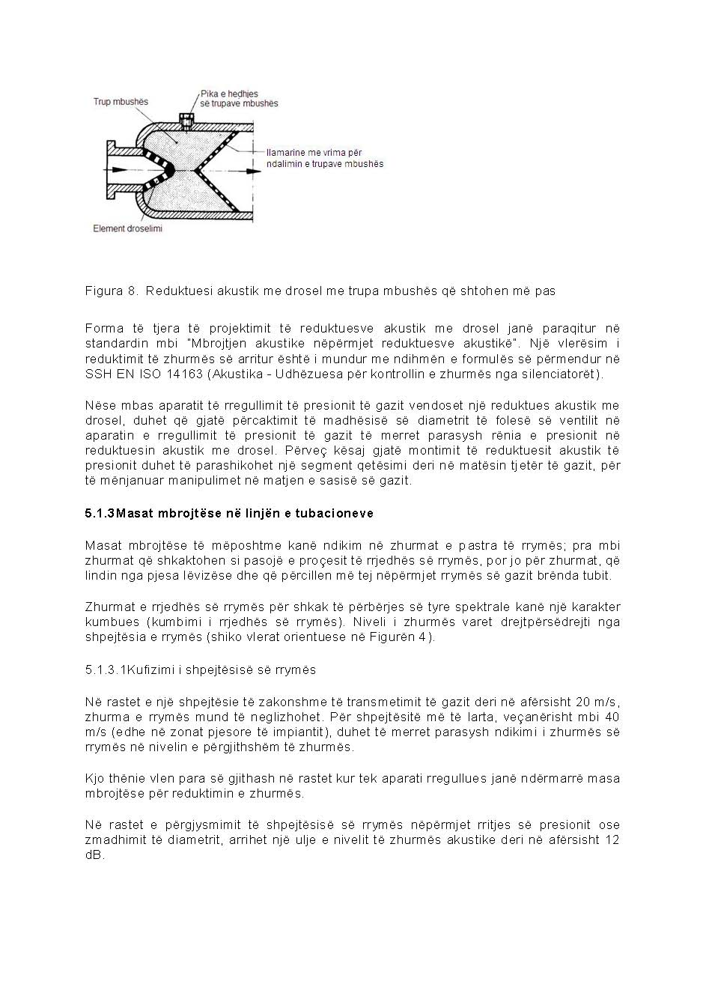 Pika e hedhjes
së trupave mbushës
Trup mbushës
llamarine me vrima për
ndalimin e trupave mbushës
Element droselimi
Figura 8. Reduktuesi akustik me drosel me trupa mbushës që shtohen më pas
Forma të tjera të projektimit të reduktuesve akustik me drosel janë paraqitur në
standardin mbi "Mbrojtjen akustike nëpërmjet reduktuesve akustikë". Një vlerësim i
reduktimit të zhurmës së arritur është i mundur me ndihmën e formulës së përmendur në
SSH EN ISO 14163 (Akustika - Udhëzuesa për kontrollin e zhurmës nga silenciatorët).
Nëse mbas aparatit të rregullimit të presionit të gazit vendoset një reduktues akustik me
drosel, duhet që gjatë përcaktimit të madhësisë së diametrit të folesë së ventilit në
aparatin e rregullimit të presionit të gazit të merret parasysh rënia e presionit në
reduktuesin akustik me drosel. Përveç kësaj gjatë montimit të reduktuesit akustik të
presionit duhet të parashikohet një segment qetësimi deri në matësin tjetër të gazit, për
të mënjanuar manipulimet në matjen e sasisë së gazit.
5.1.3Masat mbrojtëse në linjën e tubacioneve
Masat mbrojtëse të mëposhtme kanë ndikim në zhurmat e pastra të rrymës; pra mbi
zhurmat që shkaktohen si pasojë e proçesit të rrjedhës së rrymës, por jo për zhurmat, që
lindin nga pjesa lëvizëse dhe që përcillen më tej nëpërmjet rrymës së gazit brënda tubit.
Zhurmat e rrjedhës së rrymës për shkak të përbërjes së tyre spektrale kanë një karakter
kumbues (kumbimi i rrjedhës së rrymës). Niveli i zhurmës varet drejtpërsëdrejti nga
shpejtësia e rrymës (shiko vlerat orientuese në Figurën 4).
5.1.3.1Kufizimi i shpejtësisë së rrymës
Në rastet e një shpejtësie të zakonshme të transmetimit të gazit deri në afërsisht 20 m/s,
zhurma e rrymës mund të neglizhohet. Për shpejtësitë më të larta, veçanërisht mbi 40
m/s (edhe në zonat pjesore të impiantit), duhet të merret parasysh ndikimi i zhurmës së
rrymës në nivelin e përgjithshëm të zhurmës.
Kjo thënie vlen para së gjithash në rastet kur tek aparati rregullues janë ndërmarrë masa
mbrojtëse për reduktimin e zhurmës.
Në rastet e përgjysmimit të shpejtësisë së rrymës nëpërmjet rritjes së presionit ose
zmadhimit të diametrit, arrihet një ulje e nivelit të zhurmës akustike deri në afërsisht 12
dB.